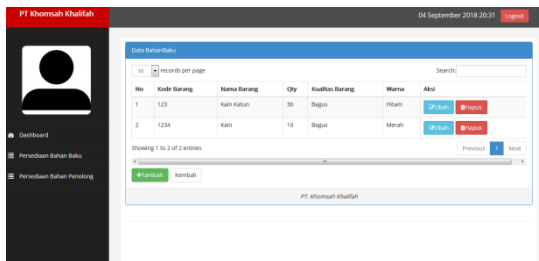 PT Khomsah Khalifah
04 September 2018 20:31 Logout
Data BahanBaku
10 records per page Search:
No Kode Barang Nama Barang Qty Kualitas Barang Warna Aksi
1 123 Kain Katun 30 Bagus Hitam Ubah Hapus
2 1234 Kain 10 Bagus Merah Ubah Hapus
Showing 1 to 2 of 2 entries Previous 1 Next
+Tambah Kembali
PT. Khomsah Khalifah
Dashboard
Persediaan Bahan Baku
Persediaan Bahan Penolong